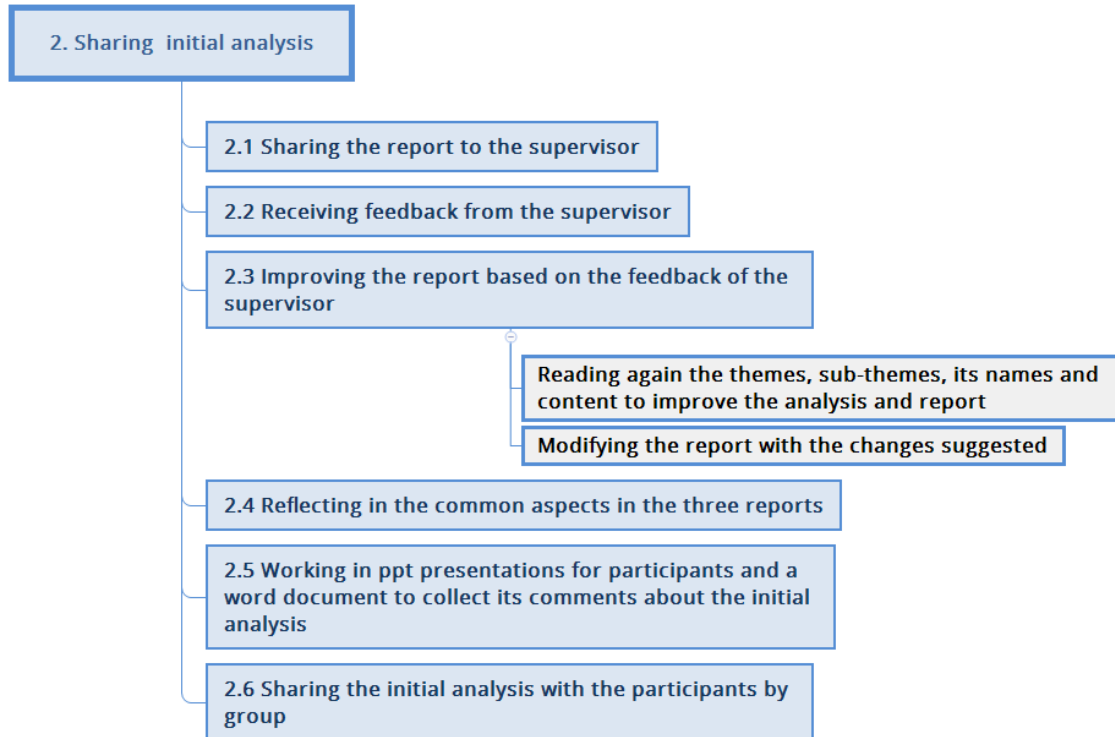 2. Sharing  initial analysis
2.1 Sharing the report to the supervisor
2.2 Receiving feedback from the supervisor
2.3 Improving the report based on the feedback of the
supervisor
Reading again the themes, sub-themes, its names and
content to improve the analysis and report
Modifying the report with the changes suggested
2.4 Reflecting in the common aspects in the three reports
2.5 Working in ppt presentations for participants and a
word document to collect its comments about the initial
analysis
2.6 Sharing the initial analysis with the participants by
group